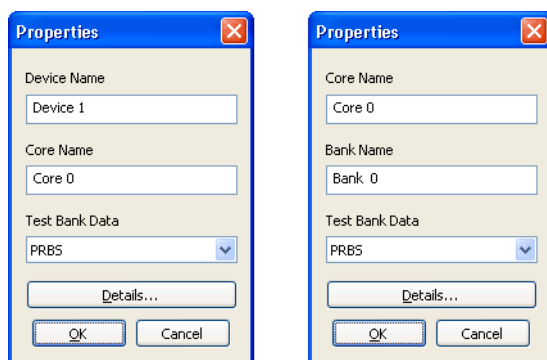 Properties
Device Name
Device 1
Core Name
Core 0
Test Bank Data
PRBS
Details...
OK
Cancel
Properties
Core Name
Core 0
Bank Name
Bank 0
Test Bank Data
PRBS
Details...
OK
Cancel